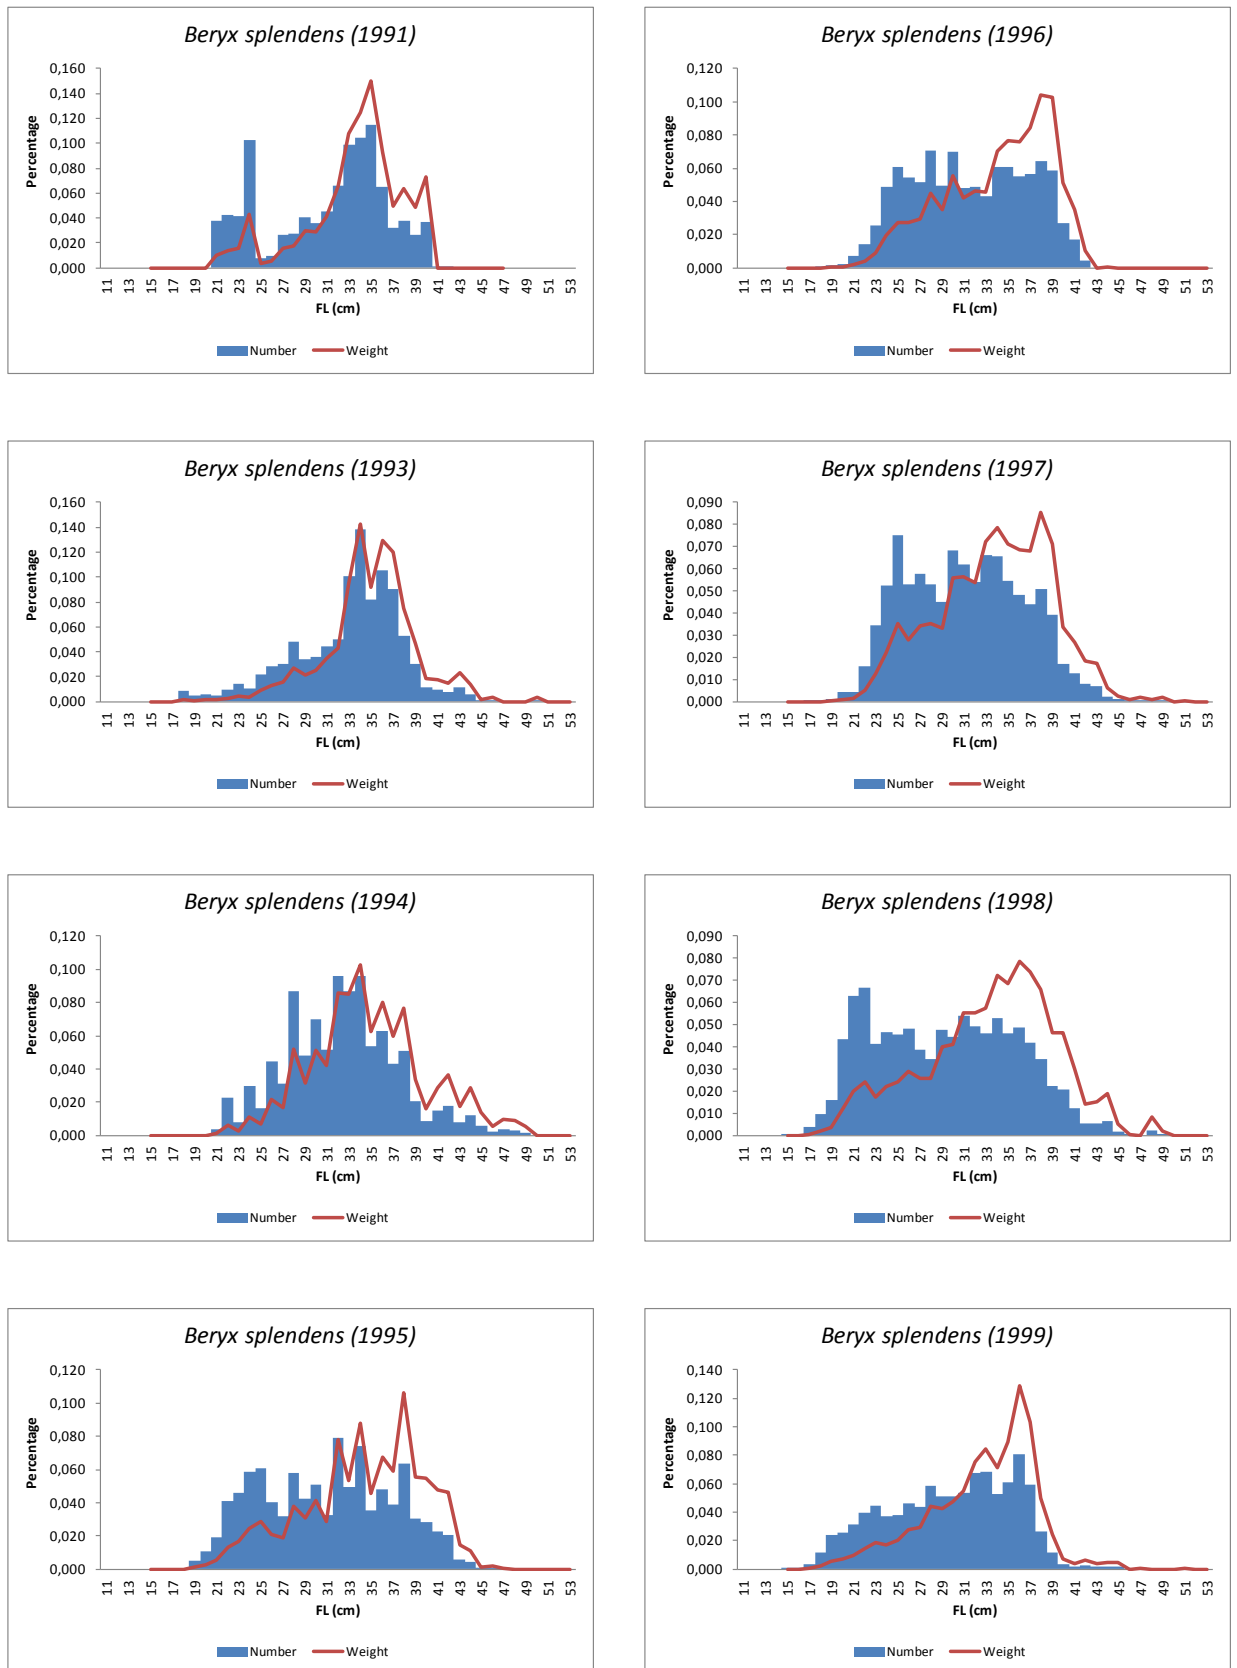 Beryx splendens (1991)
0,160
0,140
0,120
0,100
0,080
0,060
0,040
0,020
0,000
Percentage
11 13 15 17 19 21 23 25 27 29 31 33 35 37 39 41 43 45 47 49 51 53
FL (cm)
Number Weight
Beryx splendens (1996)
0,120
0,100
0,080
0,060
0,040
0,020
0,000
Percentage
11 13 15 17 19 21 23 25 27 29 31 33 35 37 39 41 43 45 47 49 51 53
FL (cm)
Number Weight
Beryx splendens (1993)
0,160
0,140
0,120
0,100
0,080
0,060
0,040
0,020
0,000
Percentage
11 13 15 17 19 21 23 25 27 29 31 33 35 37 39 41 43 45 47 49 51 53
FL (cm)
Number Weight
Beryx splendens (1997)
0,090
0,080
0,070
0,060
0,050
0,040
0,030
0,020
0,010
0,000
Percentage
11 13 15 17 19 21 23 25 27 29 31 33 35 37 39 41 43 45 47 49 51 53
FL (cm)
Number Weight
Beryx splendens (1994)
0,120
0,100
0,080
0,060
0,040
0,020
0,000
Percentage
11 13 15 17 19 21 23 25 27 29 31 33 35 37 39 41 43 45 47 49 51 53
FL (cm)
Number Weight
Beryx splendens (1998)
0,090
0,080
0,070
0,060
0,050
0,040
0,030
0,020
0,010
0,000
Percentage
11 13 15 17 19 21 23 25 27 29 31 33 35 37 39 41 43 45 47 49 51 53
FL (cm)
Number Weight
Beryx splendens (1995)
0,120
0,100
0,080
0,060
0,040
0,020
0,000
Percentage
11 13 15 17 19 21 23 25 27 29 31 33 35 37 39 41 43 45 47 49 51 53
FL (cm)
Number Weight
Beryx splendens (1999)
0,140
0,120
0,100
0,080
0,060
0,040
0,020
0,000
Percentage
11 13 15 17 19 21 23 25 27 29 31 33 35 37 39 41 43 45 47 49 51 53
FL (cm)
Number Weight